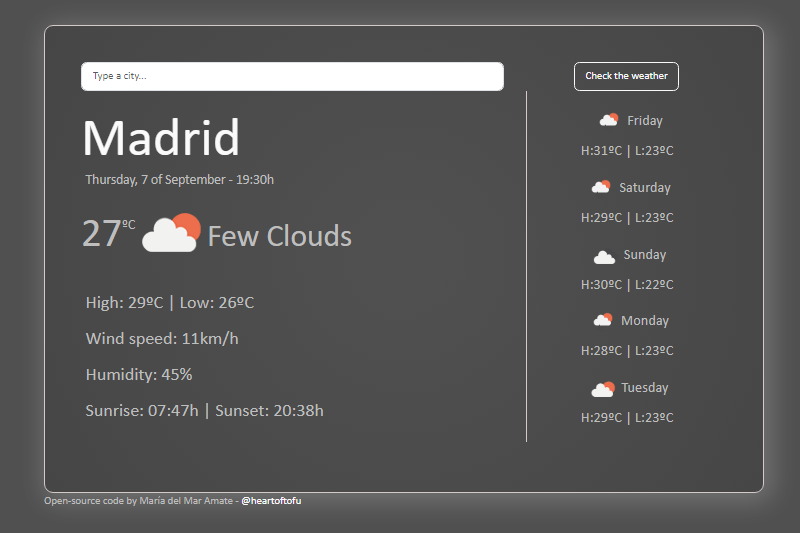 Type a city...
Check the weather
Madrid
Thursday, 7 of September - 19:30h
27ºC Few Clouds
High: 29ºC | Low: 26ºC
Wind speed: 11km/h
Humidity: 45%
Sunrise: 07:47h | Sunset: 20:38h
Friday
H:31ºC | L:23ºC
Saturday
H:29ºC | L:23ºC
Sunday
H:30ºC | L:22ºC
Monday
H:28ºC | L:23ºC
Tuesday
H:29ºC | L:23ºC
Open-source code by María del Mar Amate - @heartoftofu